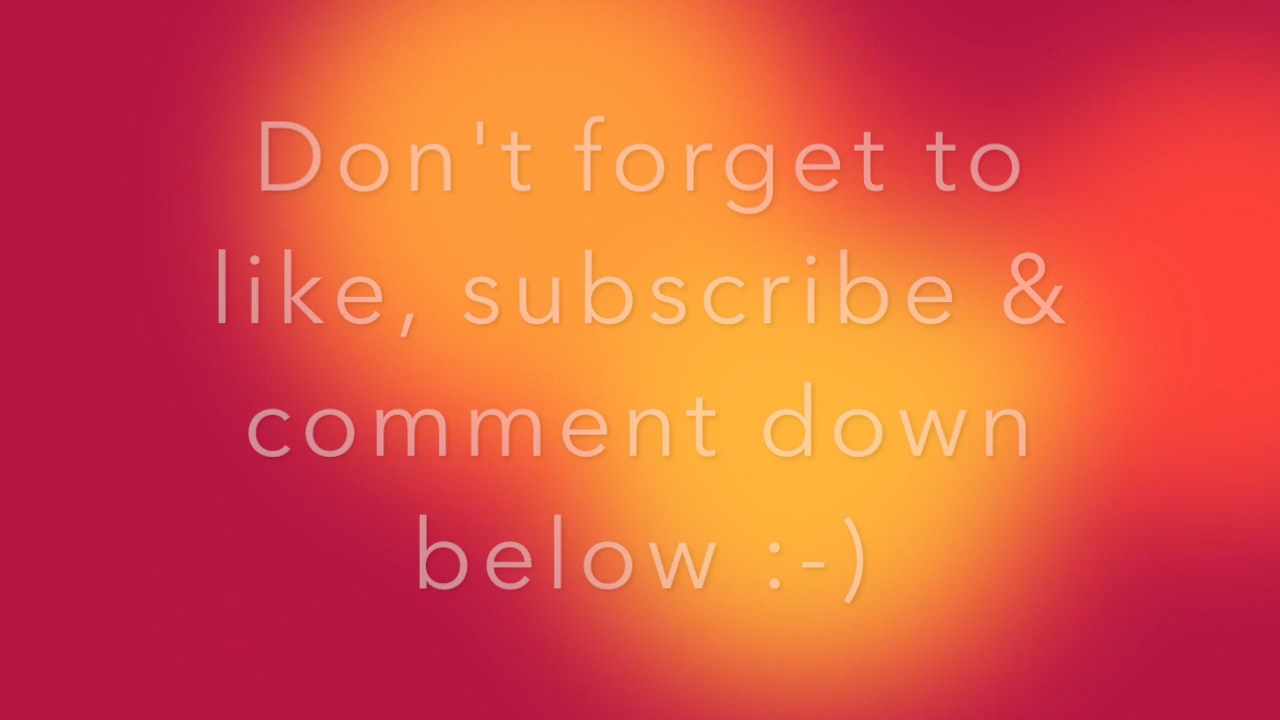 Don't forget to
like, subscribe &
comment down
below :-)